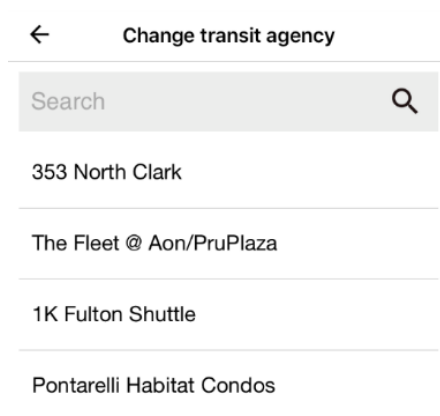 Change transit agency
Search
353 North Clark
The Fleet @ Aon/PruPlaza
1K Fulton Shuttle
Pontarelli Habitat Condos